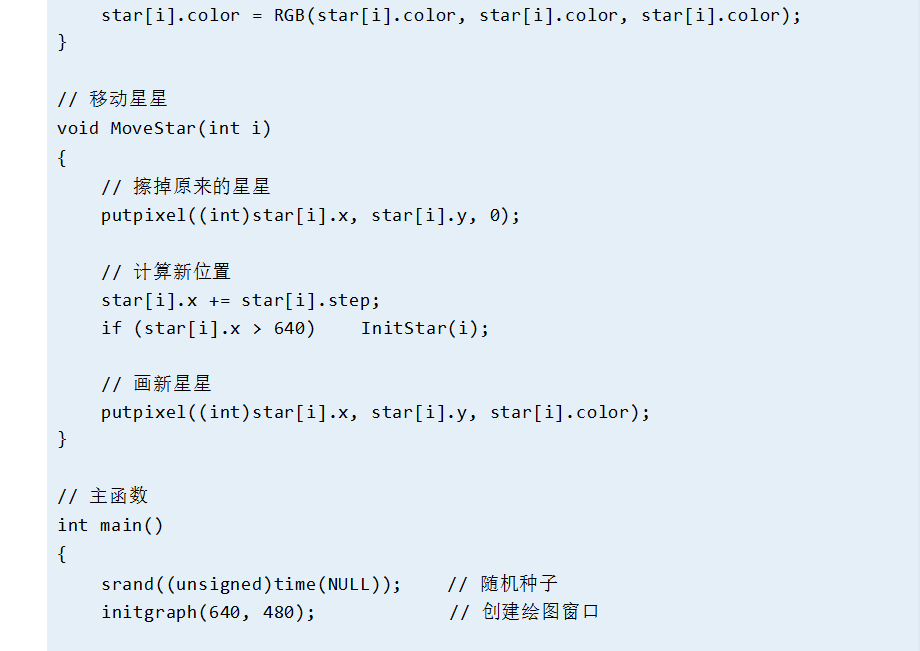 star[i].color = RGB(star[i].color, star[i].color, star[i].color);
}
// 移动星星
void MoveStar(int i)
{
// 擦掉原来的星星
putpixel((int)star[i].x, star[i].y, 0);
// 计算新位置
star[i].x += star[i].step;
if (star[i].x > 640)    InitStar(i);
// 画新星星
putpixel((int)star[i].x, star[i].y, star[i].color);
}
// 主函数
int main()
{
srand((unsigned)time(NULL));    // 随机种子
initgraph(640, 480);            // 创建绘图窗口